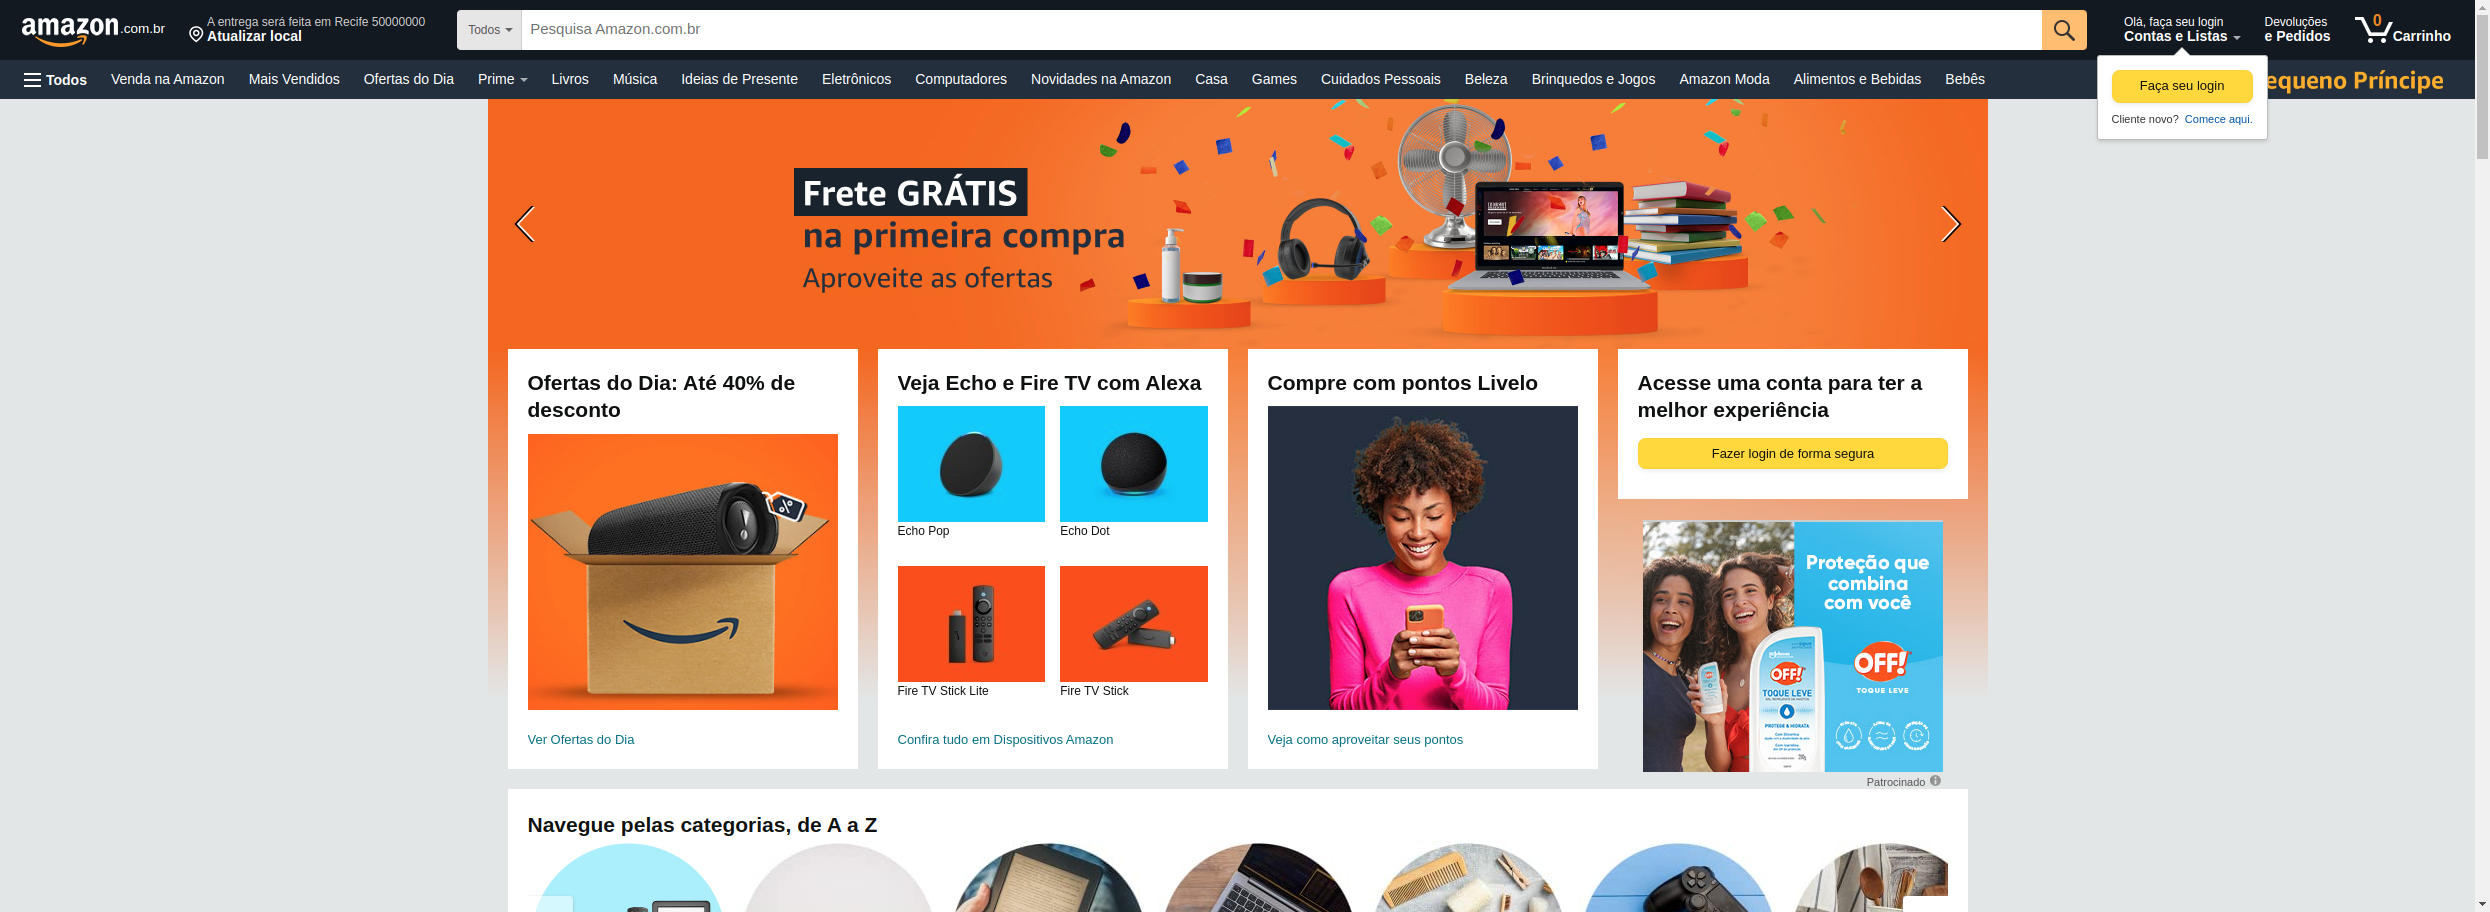 amazon.com.br
A entrega será feita em Recife 50000000
Atualizar local
Todos
Pesquisa Amazon.com.br
Olá, faça seu login
Contas e Listas
Devoluções
e Pedidos
0
Carrinho
Todos
Venda na Amazon
Mais Vendidos
Ofertas do Dia
Prime
Livros
Música
Ideias de Presente
Eletrônicos
Computadores
Novidades na Amazon
Casa
Games
Cuidados Pessoais
Beleza
Brinquedos e Jogos
Amazon Moda
Alimentos e Bebidas
Bebês
equeno Príncipe
Faça seu login
Cliente novo? Comece aqui.
Frete GRÁTIS
na primeira compra
Aproveite as ofertas
Ofertas do Dia: Até 40% de
desconto
%
Ver Ofertas do Dia
Veja Echo e Fire TV com Alexa
Echo Pop
Echo Dot
Fire TV Stick Lite
Fire TV Stick
Confira tudo em Dispositivos Amazon
Compre com pontos Livelo
Veja como aproveitar seus pontos
Acesse uma conta para ter a
melhor experiência
Fazer login de forma segura
Proteção que
combina
com você
OFF!
TOQUE LEVE
OFF!
TOQUE LEVE
PROTEGE & HIDRATA
Patrocinado
Navegue pelas categorias, de A a Z